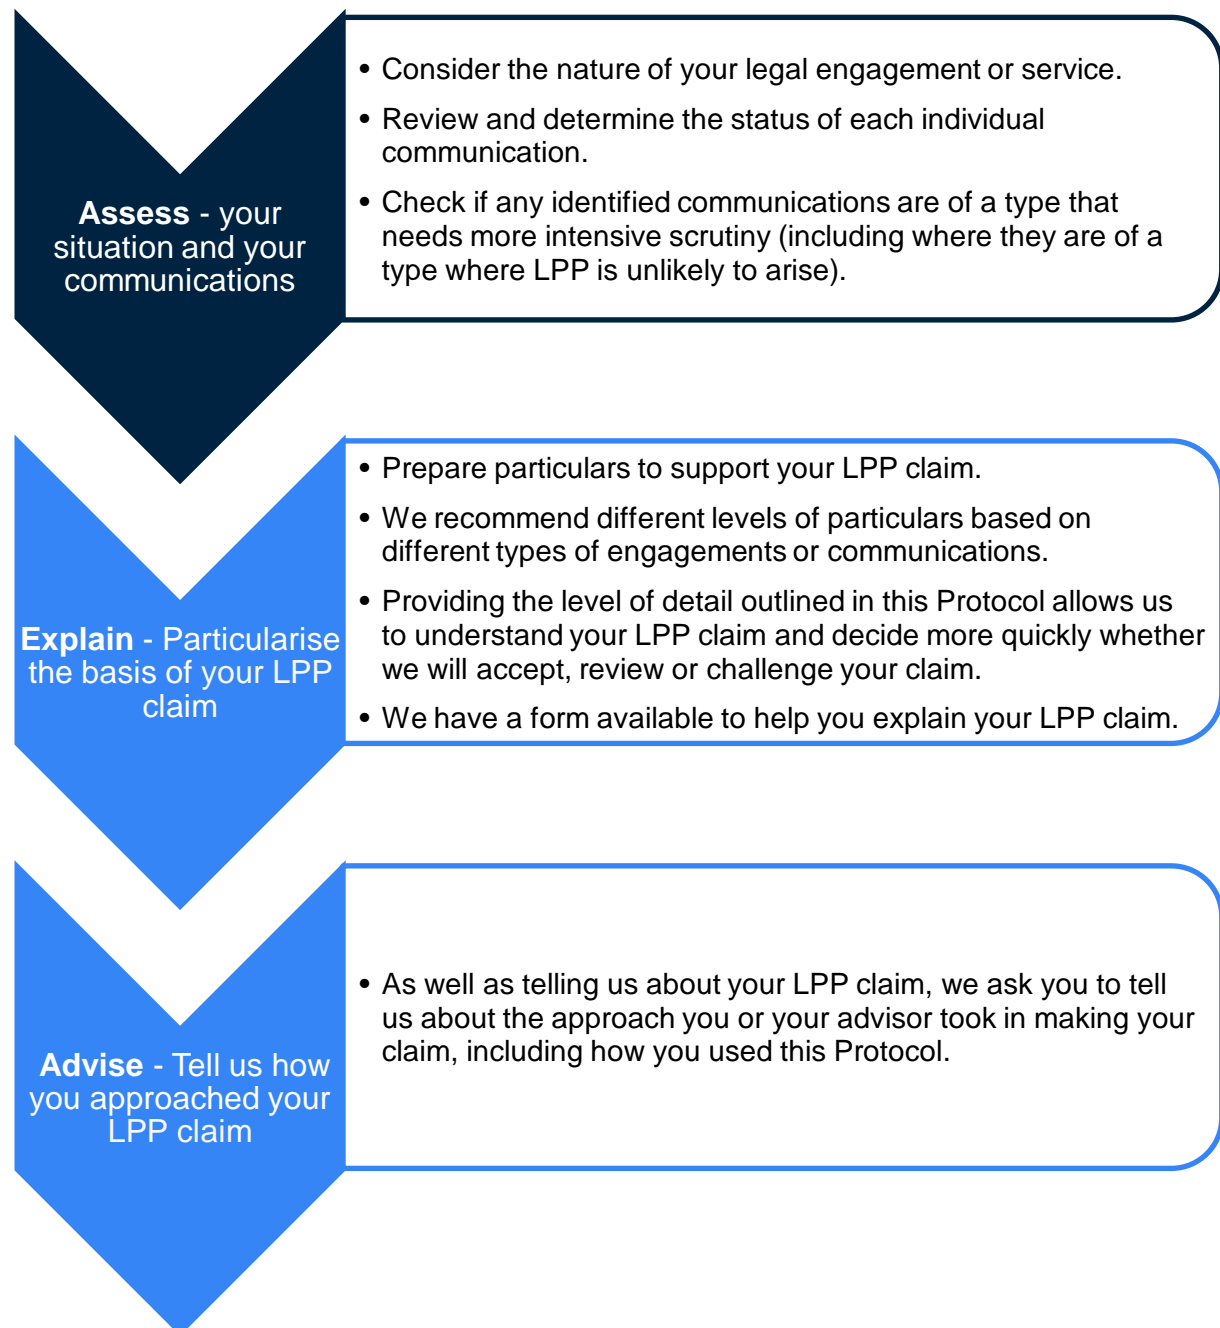 Assess - your
situation and your
communications
• Consider the nature of your legal engagement or service.
• Review and determine the status of each individual
communication.
• Check if any identified communications are of a type that
needs more intensive scrutiny (including where they are of a
type where LPP is unlikely to arise).
Explain - Particularise
the basis of your LPP
claim
• Prepare particulars to support your LPP claim.
• We recommend different levels of particulars based on
different types of engagements or communications.
• Providing the level of detail outlined in this Protocol allows us
to understand your LPP claim and decide more quickly whether
we will accept, review or challenge your claim.
• We have a form available to help you explain your LPP claim.
Advise - Tell us how
you approached your
LPP claim
• As well as telling us about your LPP claim, we ask you to tell
us about the approach you or your advisor took in making your
claim, including how you used this Protocol.